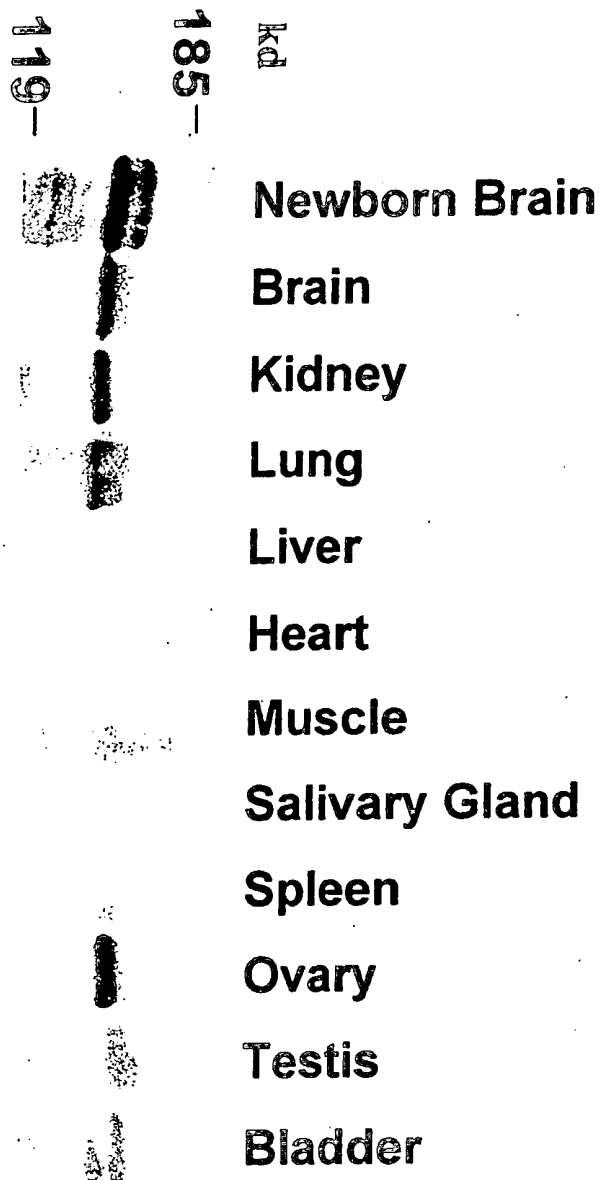 kd
185
119
Newborn Brain
Brain
Kidney
Lung
Liver
Heart
Muscle
Salivary Gland
Spleen
Ovary
Testis
Bladder